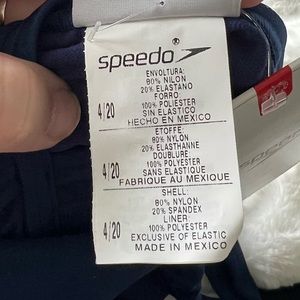 speedo
®
ENVOLTURA:
80% NILON
20% ELASTANO
FORRO
100% POLIESTER
SIN ELASTICO
HECHO EN MEXICO
4/20
ETOFFE:
80% NYLON
20% ELASTHANNE
DOUBLURE
100% POLYESTER
SANS ELASTIQUE
FABRIQUE AU MEXIQUE
4/20
SHELL:
80% NYLON
20% SPANDEX
LINER
100% POLYESTER
EXCLUSIVE OF ELASTIC
MADE IN MEXICO
4/20